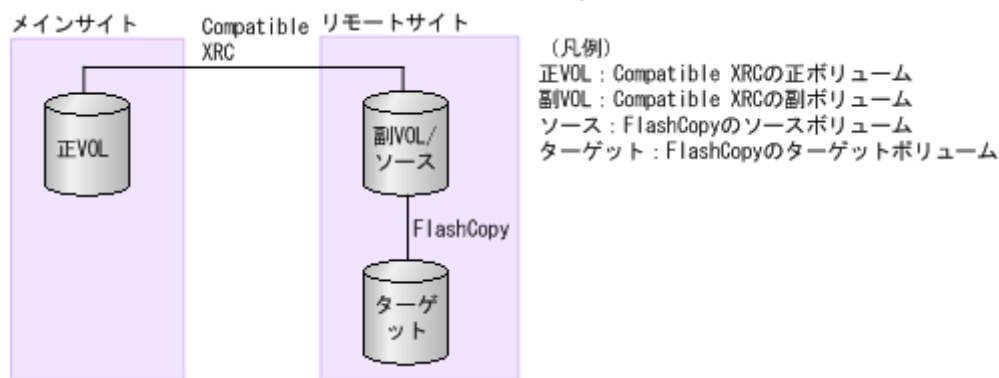 メインサイト
Compatible
XRC
リモートサイト
正VOL
副VOL/
ソース
FlashCopy
ターゲ
ット
(凡例)
正VOL:Compatible XRCの正ボリューム
副VOL:Compatible XRCの副ボリューム
ソース:FlashCopyのソースボリューム
ターゲット:FlashCopyのターゲットボリューム